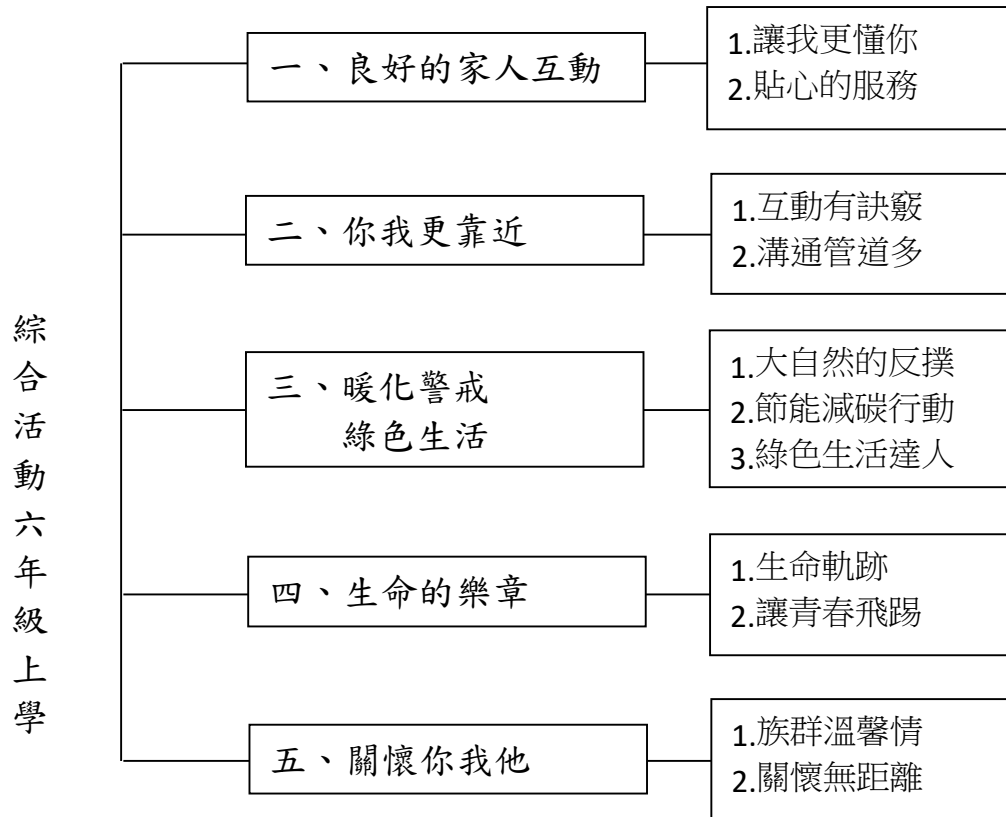 綜合活動六年級上學
一、良好的家人互動
1.讓我更懂你
2.貼心的服務
二、你我更靠近
1.互動有訣竅
2.溝通管道多
三、暖化警戒
綠色生活
1.大自然的反撲
2.節能減碳行動
3.綠色生活達人
四、生命的樂章
1.生命軌跡
2.讓青春飛踢
五、關懷你我他
1.族群溫馨情
2.關懷無距離